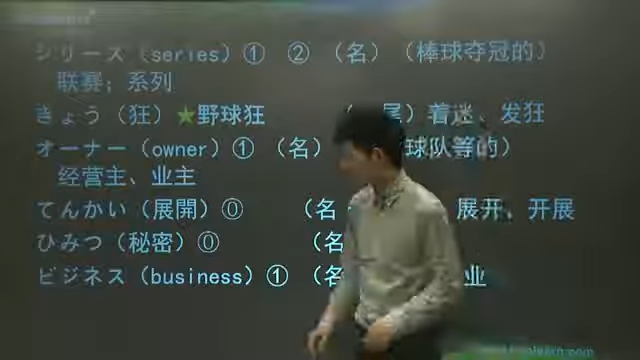 シリーズ（series）① ② （名）（棒球夺冠的）
联赛；系列
きょう（狂）★野球狂 尾）着迷、发狂
オーナー（owner）①（名） 球队等的）
经营主、业主
てんかい（展開）⓪ （名 展开、开展
ひみつ（秘密）⓪ （名
ビジネス（business）①（名 业